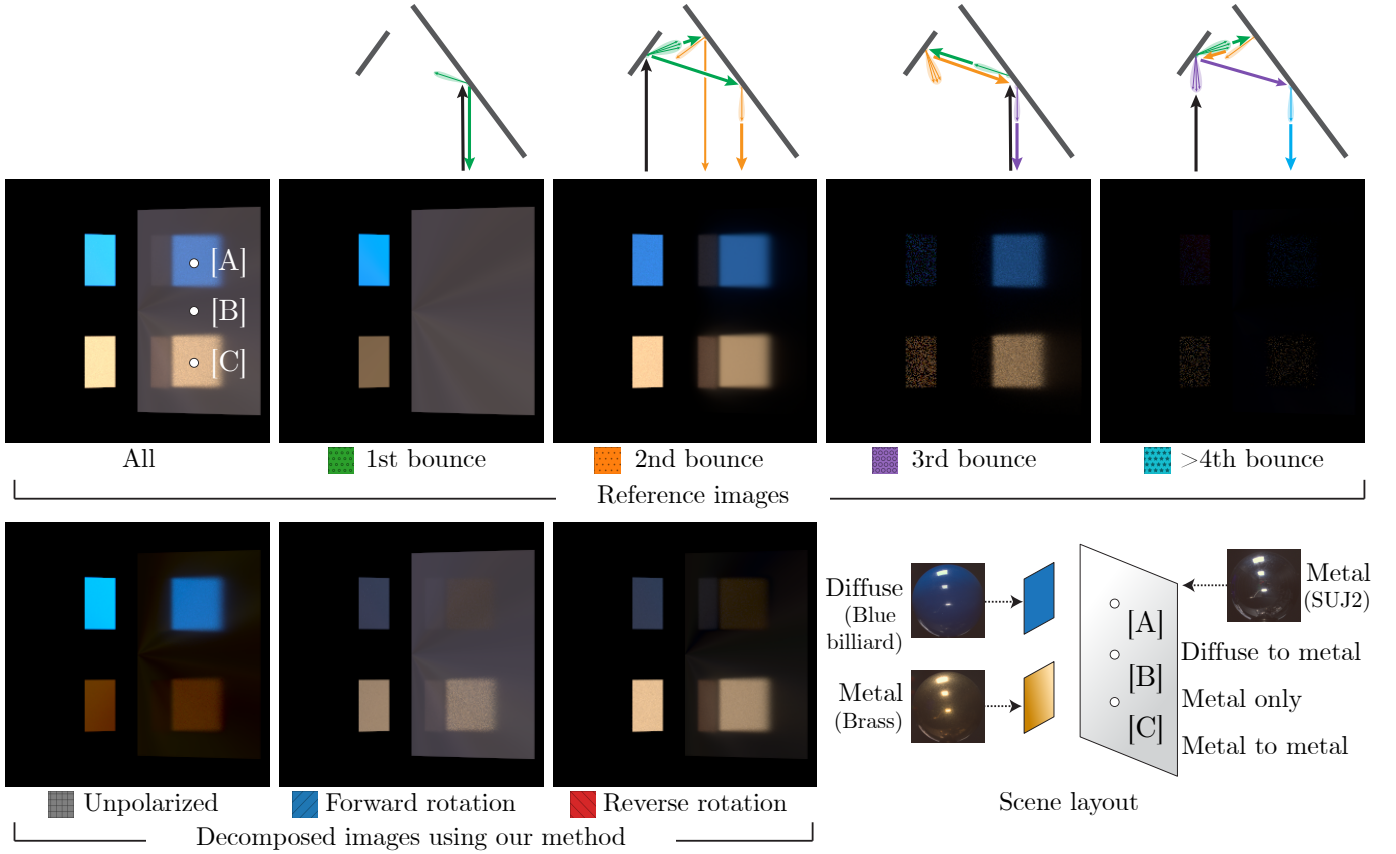 [A]
[B]
[C]
All
1st bounce
2nd bounce
3rd bounce
>4th bounce
Reference images
Unpolarized
Forward rotation
Reverse rotation
Decomposed images using our method
Diffuse
(Blue
billiard)
Metal
(Brass)
[A]
[B]
[C]
Metal
(SUJ2)
Diffuse to metal
Metal only
Metal to metal
Scene layout